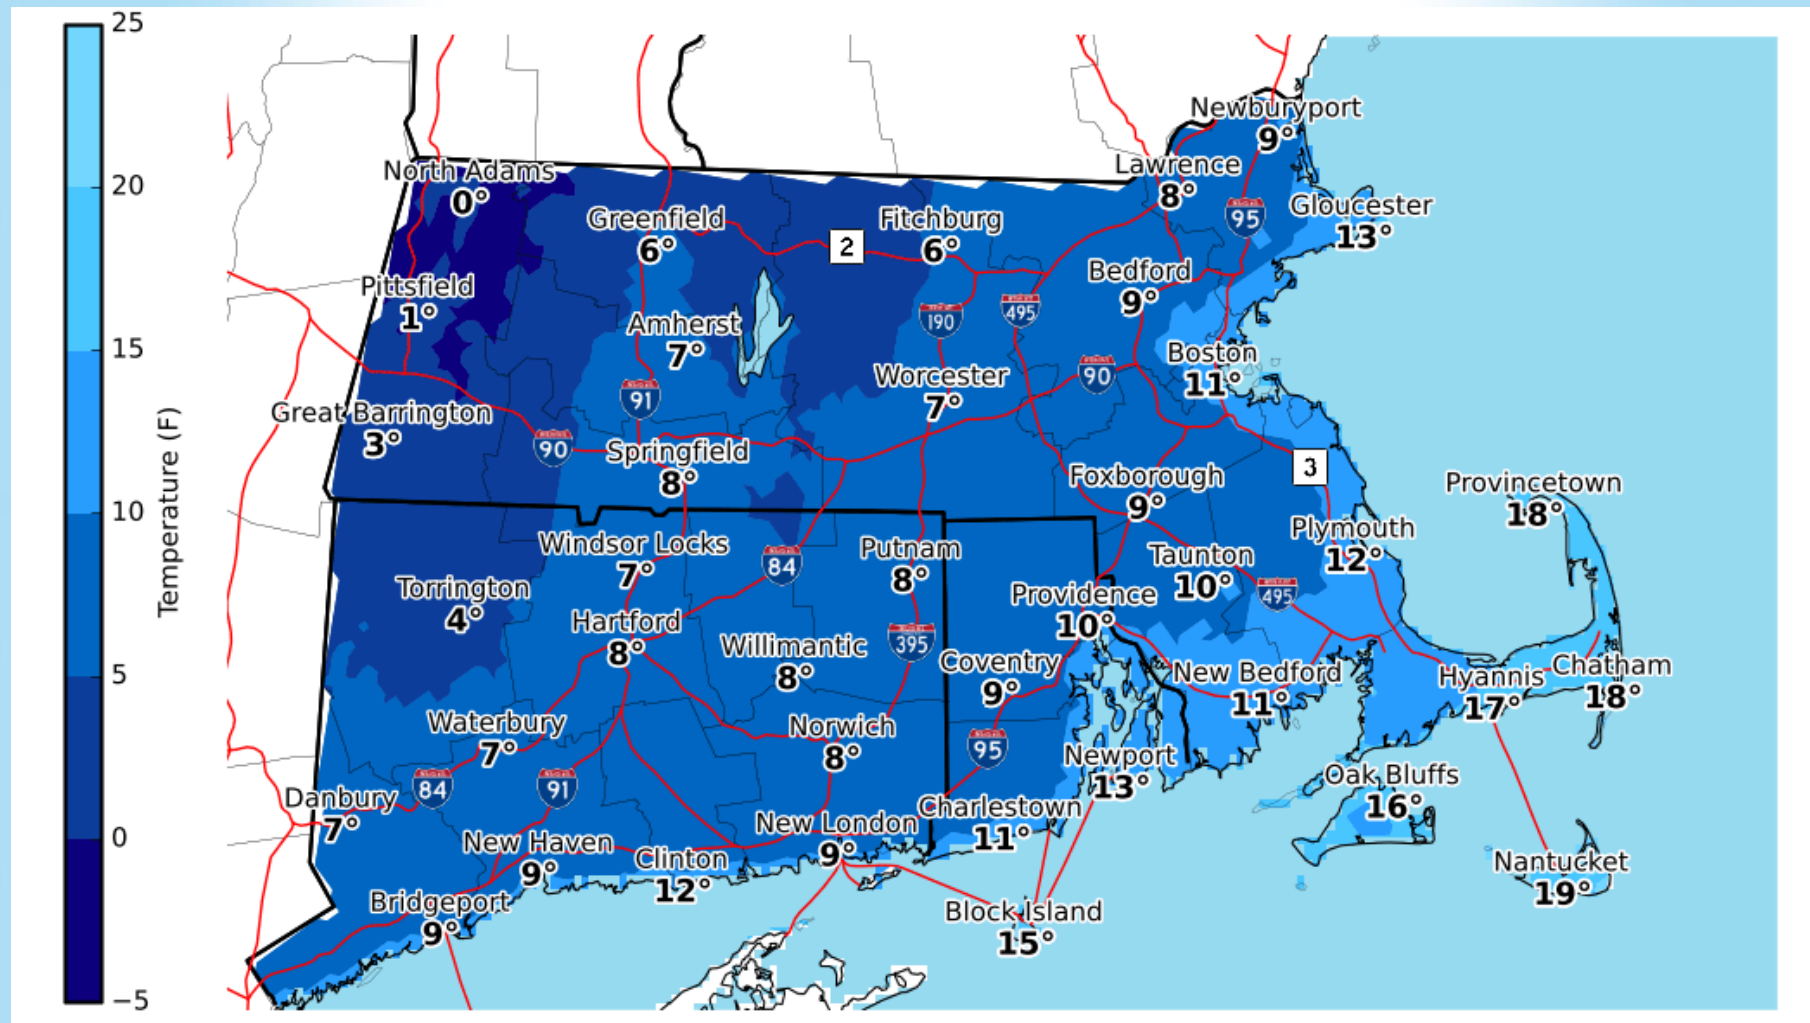 25
20
15
10
5
0
−5
Temperature (F)
Newburyport
9°
Lawrence
8°
North Adams
0°
95
Gloucester
13°
Greenfield
6°
2
Fitchburg
6°
Bedford
9°
Pittsfield
1°
190
495
Amherst
7°
Boston
11°
Worcester
7°
90
91
Great Barrington
3°
90
Springfield
8°
3
Foxborough
9°
Provincetown
18°
Plymouth
12°
Windsor Locks
7°
84
Putnam
8°
Taunton
10°
Torrington
4°
Providence
10°
495
Hartford
8°
Willimantic
8°
395
Coventry
9°
New Bedford
11°
Hyannis
17°
Chatham
18°
Waterbury
7°
Norwich
8°
95
Newport
13°
Oak Bluffs
16°
84
91
Danbury
7°
Charlestown
11°
New London
9°
New Haven
9°
Clinton
12°
Nantucket
19°
Bridgeport
9°
Block Island
15°